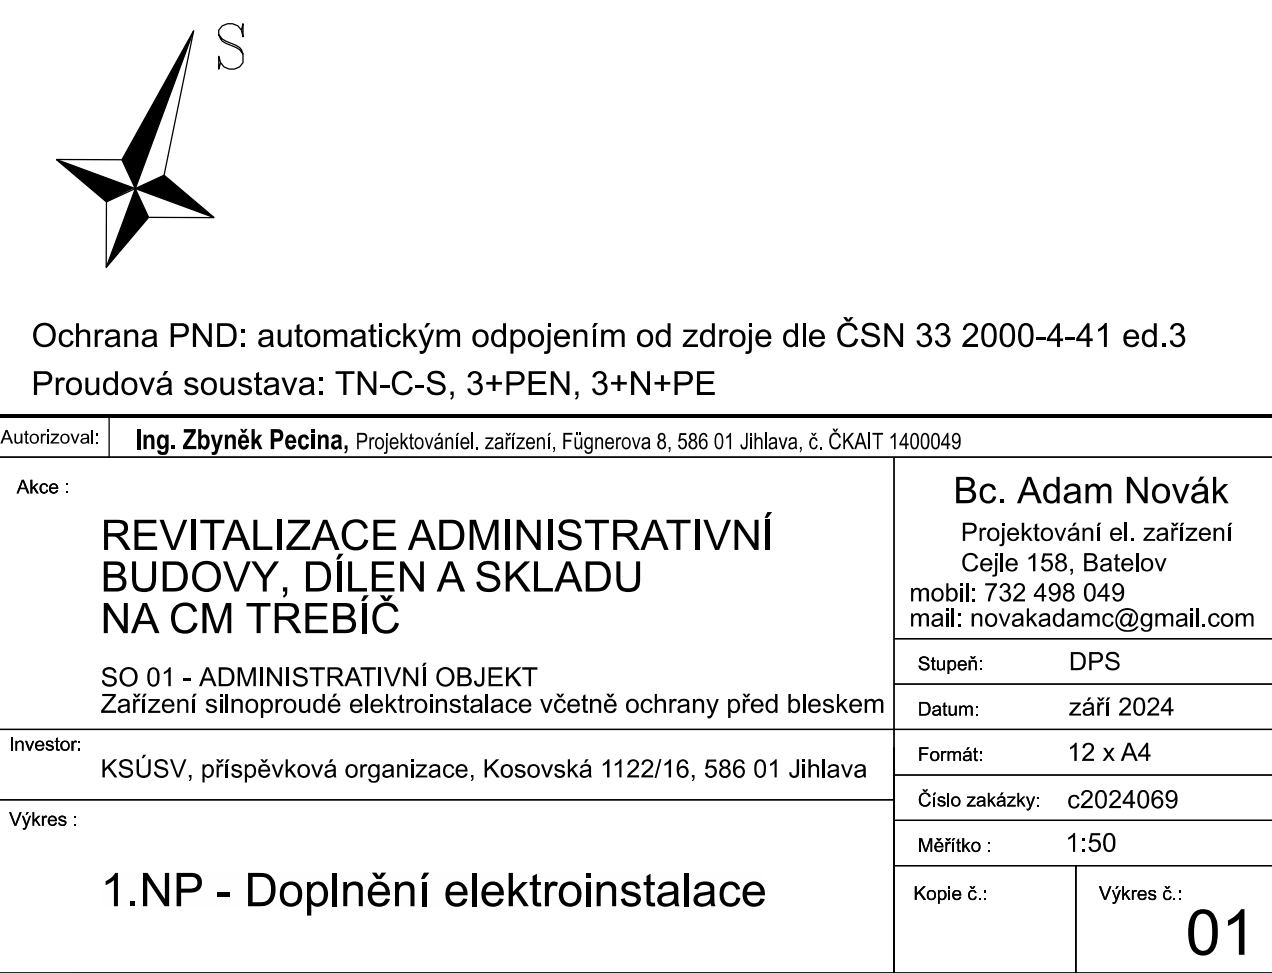 S
Ochrana PND: automatickým odpojením od zdroje dle ČSN 33 2000-4-41 ed.3
Proudová soustava: TN-C-S, 3+PEN, 3+N+PE
Autorizoval: Ing. Zbyněk Pecina, Projektováníel. zařízení, Fügnerova 8, 586 01 Jihlava, č. ČKAIT 1400049
Akce :
REVITALIZACE ADMINISTRATIVNÍ
BUDOVY, DÍLEN A SKLADU
NA CM TREBÍČ
SO 01 - ADMINISTRATIVNÍ OBJEKT
Zařízení silnoproudé elektroinstalace včetně ochrany před bleskem
Investor:
KSÚSV, příspěvková organizace, Kosovská 1122/16, 586 01 Jihlava
Výkres :
1.NP - Doplnění elektroinstalace
Bc. Adam Novák
Projektování el. zařízení
Cejle 158, Batelov
mobil: 732 498 049
mail: novakadamc@gmail.com
Stupeň: DPS
Datum: září 2024
Formát: 12 x A4
Číslo zakázky: c2024069
Měřítko : 1:50
Kopie č.:
Výkres č.:
01